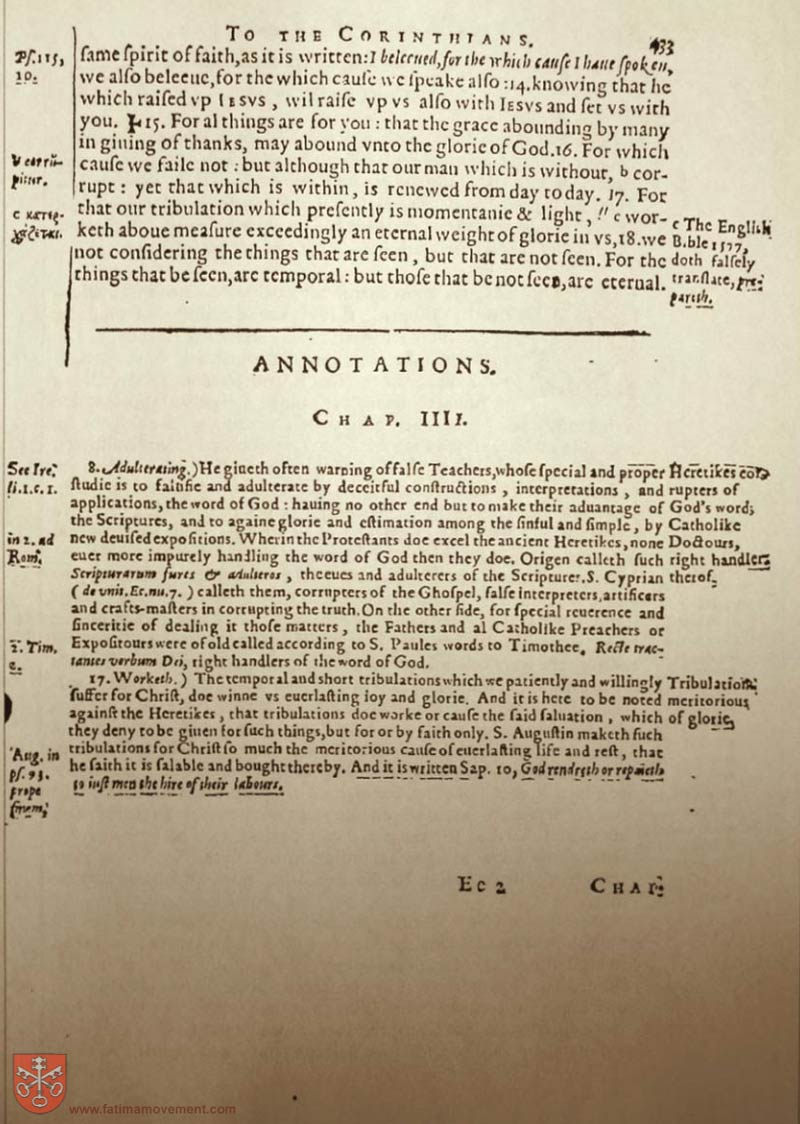 TO THE CORINTHIANS.
433
Pſ.115,
10.
ſame ſpirit of faith,as it is written:I beleeued,for the which cauſe I haue ſpoken,
we alſo beleeue,for the which cauſe we ſpeake alſo :14.knowing that he
which raiſed vp IESVS , wil raiſe vp vs alſo with IESVS and ſet vs with
you. 15. For al things are for you : that the grace abounding by many
in giuing of thanks, may abound vnto the glorie of God.16. For which
b corrū-
pitur.
cauſe we faile not : but although that our man which is without, b cor-
rupt : yet that which is within, is renewed from day to day. 17. For
c κατερ-
γάζεται.
that our tribulation which preſently is momentanie & light, " c wor-
keth aboue meaſure exceedingly an eternal weight of glorie in vs,18.we
not conſidering the things that are ſeen , but that are not ſeen. For the
things that be ſeen,are temporal : but thoſe that be not ſeen,are eternal.
c The Engliſh
Bible 1577,
doth falſely
tranſlate, pre-
pareth.
ANNOTATIONS.
CHAP. IIII.
See Ire.
li.1.c.1.
8. Adulterating.) He giueth often warning of falſe Teachers,whoſe ſpecial and proper
ſtudie is to falſifie and adulterate by deceitful conſtructions , interpretations , and
applications, the word of God : hauing no other end but to make their aduantage of
the Scriptures, and to againe glorie and eſtimation among the ſinful and ſimple , by
new deuiſed expoſitions. Wherin the Proteſtants doe excel the ancient Heretikes, none
euer more impurely handling the word of God then they doe. Origen calleth ſuch
Scripturarum fures & adulteros , theeues and adulterers of the Scriptures. S. Cyprian
( de vnit. Ec.nu.7. ) calleth them, corrupters of the Ghoſpel, falſe interpreters, artificers
and crafts-maſters in corrupting the truth. On the other ſide, for ſpecial reuerence and
ſinceritie of dealing it thoſe matters , the Fathers and al Catholike Preachers or
Expoſitours were of old called according to S. Paules words to Timothee, Recte trac-
tantes verbum Dei, right handlers of the word of God.
Heretikes cor-
rupters of
God's word;
Catholike
Doctours,
right handlers
therof.
in 2. ad
Rom.
2. Tim.
2.
17. Worketh. ) The temporal and short tribulations which we patiently and willingly
ſuffer for Chriſt, doe winne vs euerlaſting ioy and glorie. And it is here to be noted
againſt the Heretikes , that tribulations doe worke or cauſe the ſaid ſaluation , which
they deny to be giuen for ſuch things,but for or by faith only. S. Auguſtin maketh ſuch
tribulations for Chriſt ſo much the meritorious cauſe of euerlaſting life and reſt , that
he ſaith it is ſalable and bought thereby. And it is written Sap. 10, God rendreth or repaieth
to iuſt men the hire of their labours.
Tribulation
meritorious
of glorie,
Aug. in
pſ. 93.
prope
finem,
Ee 2
CHAP.
www.fatimamovement.com